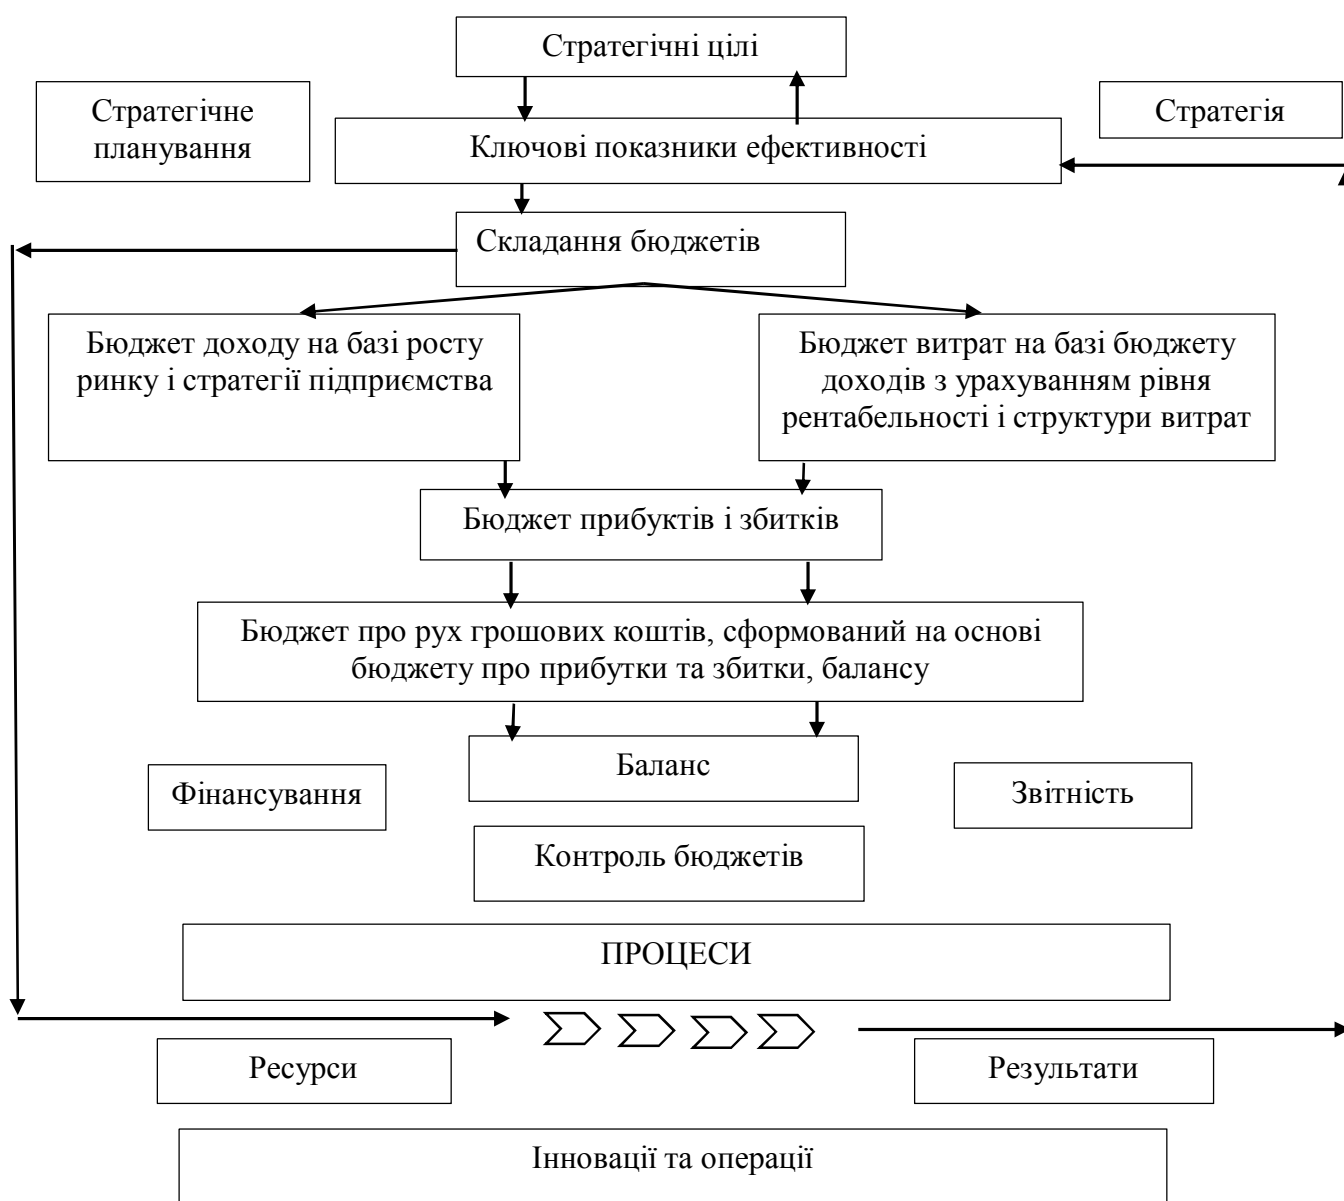 Стратегічні цілі
Стратегічне
планування
Стратегія
Ключові показники ефективності
Складання бюджетів
Бюджет доходу на базі росту
ринку і стратегії підприємства
Бюджет витрат на базі бюджету
доходів з урахуванням рівня
рентабельності і структури витрат
Бюджет прибуктів і збитків
Бюджет про рух грошових коштів, сформований на основі
бюджету про прибутки та збитки, балансу
Баланс
Фінансування
Звітність
Контроль бюджетів
ПРОЦЕСИ
Ресурси
Результати
Інновації та операції